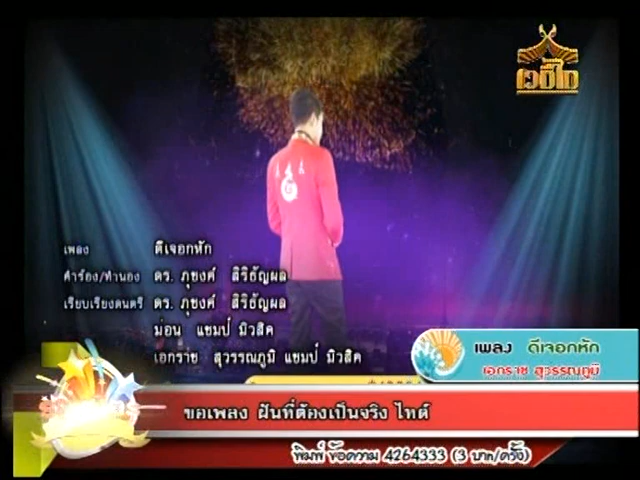 เวทีไท
เพลง ดีเจอกหัก
คำร้อง/ทำนอง ดร. ภุชงค์ สิริธัญผล
เรียบเรียงดนตรี ดร. ภุชงค์ สิริธัญผล
ม่อน แชมป์ มิวสิค
เอกราช สุวรรณภูมิ แชมป์ มิวสิค
เพลง ดีเจอกหัก
เอกราช สุวรรณภูมิ
ขอเพลง ฝันที่ต้องเป็นจริง ไหด์
พิมพ์ ข้อความ 4264333 (3 บาท/ครั้ง)